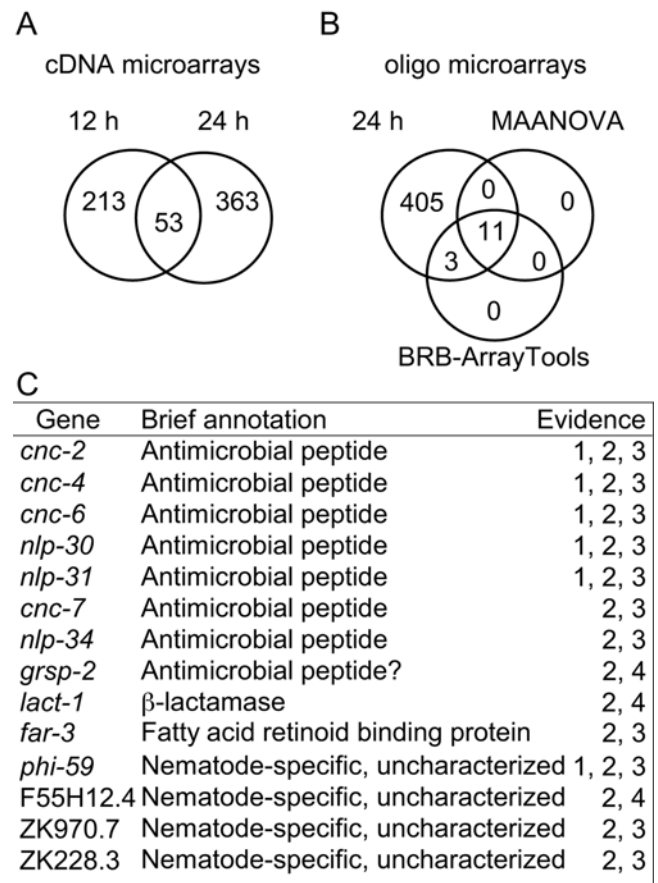 A
cDNA microarrays
12 h 24 h
213 53 363
B
oligo microarrays
24 h MAANOVA
405 0 0
11
3 0
0
BRB-ArrayTools
C
Gene Brief annotation Evidence
cnc-2 Antimicrobial peptide 1, 2, 3
cnc-4 Antimicrobial peptide 1, 2, 3
cnc-6 Antimicrobial peptide 1, 2, 3
nlp-30 Antimicrobial peptide 1, 2, 3
nlp-31 Antimicrobial peptide 1, 2, 3
cnc-7 Antimicrobial peptide 2, 3
nlp-34 Antimicrobial peptide 2, 3
grsp-2 Antimicrobial peptide? 2, 4
lact-1 β-lactamase 2, 4
far-3 Fatty acid retinoid binding protein 2, 3
phi-59 Nematode-specific, uncharacterized 1, 2, 3
F55H12.4 Nematode-specific, uncharacterized 2, 4
ZK970.7 Nematode-specific, uncharacterized 2, 3
ZK228.3 Nematode-specific, uncharacterized 2, 3